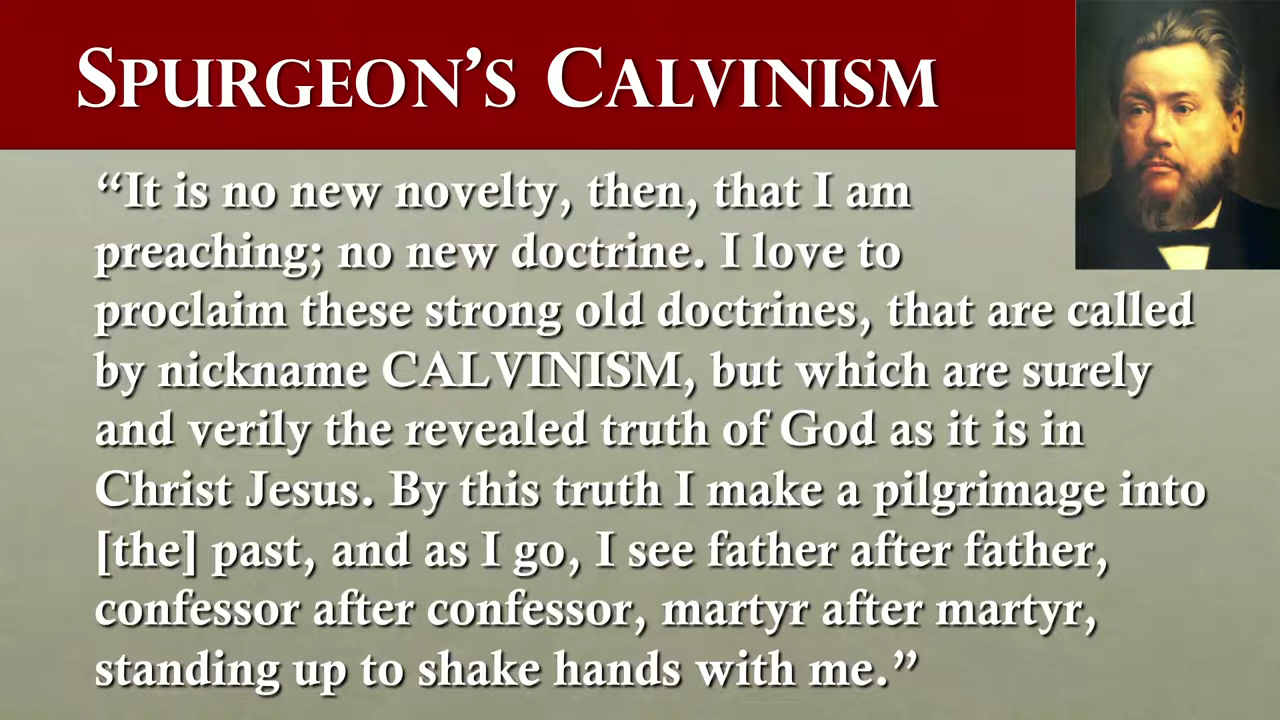 SPURGEON'S CALVINISM
“It is no new novelty, then, that I am
preaching; no new doctrine. I love to
proclaim these strong old doctrines, that are called
by nickname CALVINISM, but which are surely
and verily the revealed truth of God as it is in
Christ Jesus. By this truth I make a pilgrimage into
[the] past, and as I go, I see father after father,
confessor after confessor, martyr after martyr,
standing up to shake hands with me.”